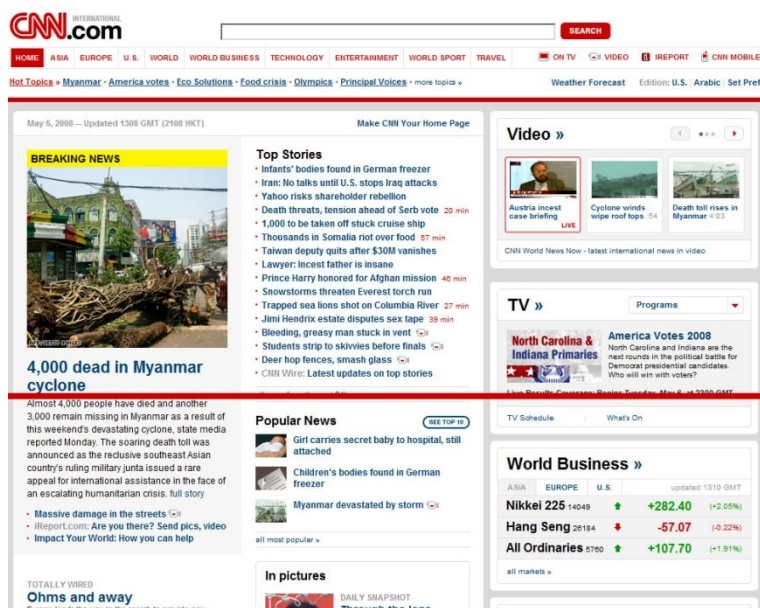 CNN INTERNATIONAL
.com
SEARCH
HOME ASIA EUROPE U.S. WORLD WORLD BUSINESS TECHNOLOGY ENTERTAINMENT WORLD SPORT TRAVEL ON TV VIDEO IREPORT CNN MOBILE
Hot Topics » Myanmar • America votes • Eco Solutions • Food crisis • Olympics • Principal Voices • more topics »
Weather Forecast Edition: U.S. | Arabic | Set Pref
May 5, 2008 -- Updated 1308 GMT (2108 HKT)
Make CNN Your Home Page
BREAKING NEWS
4,000 dead in Myanmar
cyclone
Almost 4,000 people have died and another
3,000 remain missing in Myanmar as a result of
this weekend's devastating cyclone, state media
reported Monday. The soaring death toll was
announced as the reclusive southeast Asian
country's ruling military junta issued a rare
appeal for international assistance in the face of
an escalating humanitarian crisis. full story
• Massive damage in the streets
• iReport.com: Are you there? Send pics, video
• Impact Your World: How you can help
TOTALLY WIRED
Ohms and away
Top Stories
• Infants' bodies found in German freezer
• Iran: No talks until U.S. stops Iraq attacks
• Yahoo risks shareholder rebellion
• Death threats, tension ahead of Serb vote 20 min
• 1,000 to be taken off stuck cruise ship
• Thousands in Somalia riot over food 57 min
• Taiwan deputy quits after $30M vanishes
• Lawyer: Incest father is insane
• Prince Harry honored for Afghan mission 46 min
• Snowstorms threaten Everest torch run
• Trapped sea lions shot on Columbia River 27 min
• Jimi Hendrix estate disputes sex tape 39 min
• Bleeding, greasy man stuck in vent
• Students strip to skivvies before finals
• Deer hop fences, smash glass
• CNN Wire: Latest updates on top stories
Popular News
SEE TOP 10
Girl carries secret baby to hospital, still
attached
Children's bodies found in German
freezer
Myanmar devastated by storm
all most popular »
In pictures
DAILY SNAPSHOT
Through the lens
Video »
Austria incest
case briefing
LIVE
Cyclone winds
wipe roof tops :54
Death toll rises in
Myanmar 4:03
CNN World News Now - latest international news in video
TV »
Programs
North Carolina &
Indiana Primaries
America Votes 2008
North Carolina and Indiana are the
next rounds in the political battle for
Democrat presidential candidates.
Who will win with voters?
Live Results Coverage: Begins Tuesday, May 6, at 2300 GMT
TV Schedule
What's On
World Business »
ASIA EUROPE U.S. updated 1310 GMT
Nikkei 225 14049 +282.40 (+2.05%)
Hang Seng 26184 -57.07 (-0.22%)
All Ordinaries 5760 +107.70 (+1.91%)
all markets »